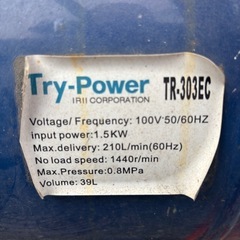 Try-Power TR-303EC
IRII CORPORATION
Voltage/ Frequency: 100V·50/60HZ
input power: 1.5KW
Max.delivery: 210L/min(60Hz)
No load speed: 1440r/min
Max.Pressure:0.8MPa
Volume: 39L